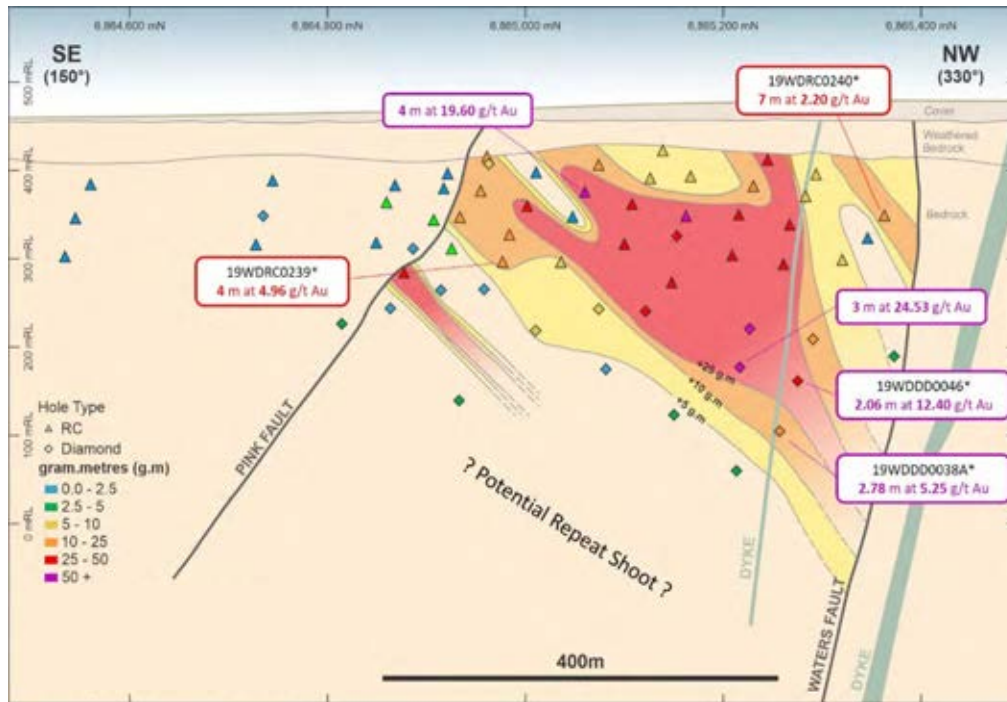 6,864,600 mN
6,864,800 mN
6,865,000 mN
6,865,200 mN
6,865,400 mN
SE
(150°)
NW
(330°)
500 mRL
400 mRL
300 mRL
200 mRL
100 mRL
0 mRL
4 m at 19.60 g/t Au
19WDRC0240*
7 m at 2.20 g/t Au
Cover
Weathered
Bedrock
Bedrock
19WDRC0239*
4 m at 4.96 g/t Au
3 m at 24.53 g/t Au
19WDDD0046*
2.06 m at 12.40 g/t Au
19WDDD0038A*
2.78 m at 5.25 g/t Au
+25 g.m
+10 g.m
+5 g.m
Hole Type
RC
Diamond
gram.metres (g.m)
0.0 - 2.5
2.5 - 5
5 - 10
10 - 25
25 - 50
50 +
PINK FAULT
? Potential Repeat Shoot ?
DYKE
WATERS FAULT
DYKE
400m